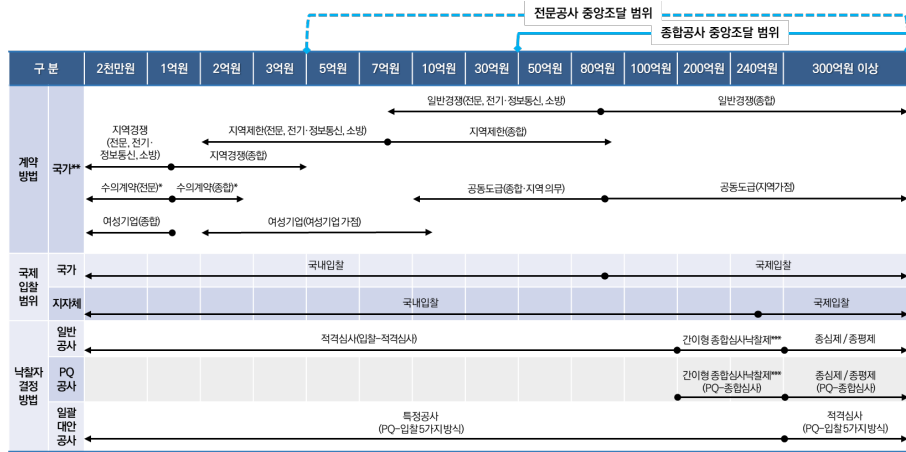 전문공사 중앙조달 범위
종합공사 중앙조달 범위
구 분 2천만원 1억원 2억원 3억원 5억원 7억원 10억원 30억원 50억원 80억원 100억원 200억원 240억원 300억원 이상
계약
방법
국가**
일반경쟁(전문, 전기·정보통신, 소방) 일반경쟁(종합)
지역경쟁
(전문, 전기·
정보통신, 소방)
지역제한(전문, 전기·정보통신, 소방) 지역제한(종합)
지역경쟁(종합)
수의계약(전문)* 수의계약(종합)* 공동도급(종합·지역 의무) 공동도급(지역가점)
여성기업(종합) 여성기업(여성기업 가점)
국제
입찰
범위
국가 국내입찰 국제입찰
지자체 국내입찰 국제입찰
낙찰자
결정
방법
일반
공사
적격심사(입찰-적격심사) 간이형 종합심사낙찰제*** 종심제 / 종평제
PQ
공사
간이형 종합심사낙찰제***
(PQ-종합심사)
종심제 / 종평제
(PQ-종합심사)
일괄
대안
공사
특정공사
(PQ-입찰 5가지 방식)
적격심사
(PQ-입찰 5가지 방식)